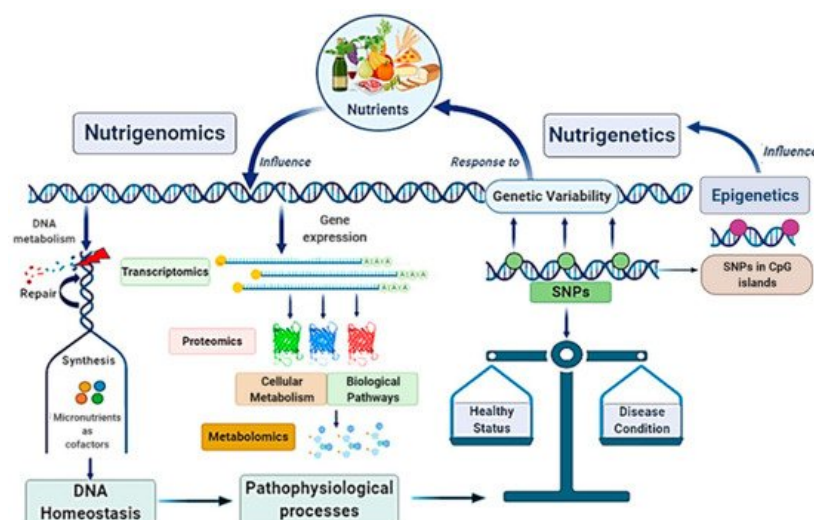 Nutrients
Nutrigenomics
Nutrigenetics
Influence
Response to
Influence
Genetic Variability
Epigenetics
DNA
metabolism
Gene
expression
Transcriptomics
A A A
A A A
A A A
Repair
SNPs in CpG
islands
SNPs
Proteomics
Synthesis
Cellular
Metabolism
Biological
Pathways
Micronutrients
as
cofactors
Healthy
Status
Disease
Condition
Metabolomics
DNA
Homeostasis
Pathophysiological
processes